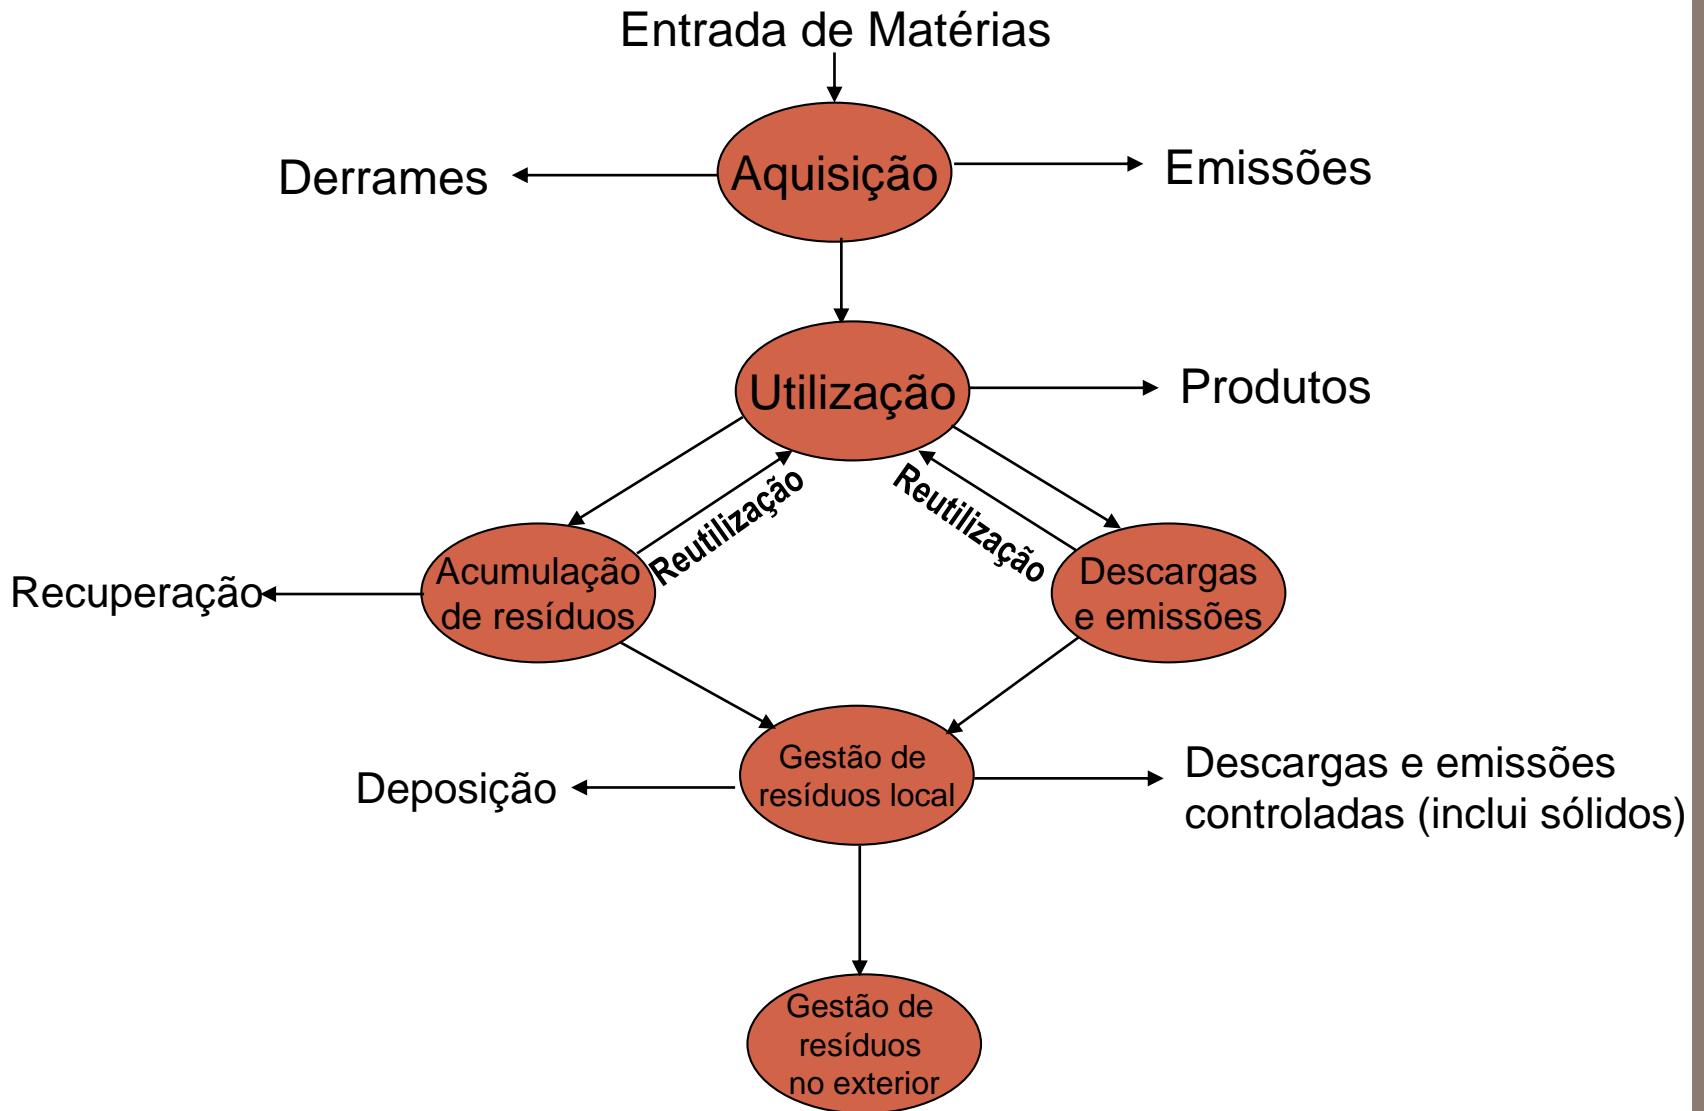 Entrada de Matérias
Derrames
Aquisição
Emissões
Utilização
Produtos
Reutilização
Reutilização
Recuperação
Acumulação
de resíduos
Descargas
e emissões
Deposição
Gestão de
resíduos local
Descargas e emissões
controladas (inclui sólidos)
Gestão de
resíduos
no exterior